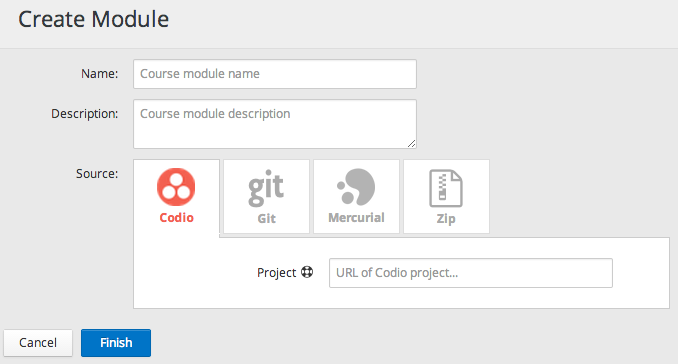 Create Module
Name: Course module name
Description: Course module description
Source:
git
Codio Git Mercurial Zip
Project URL of Codio project...
Cancel Finish